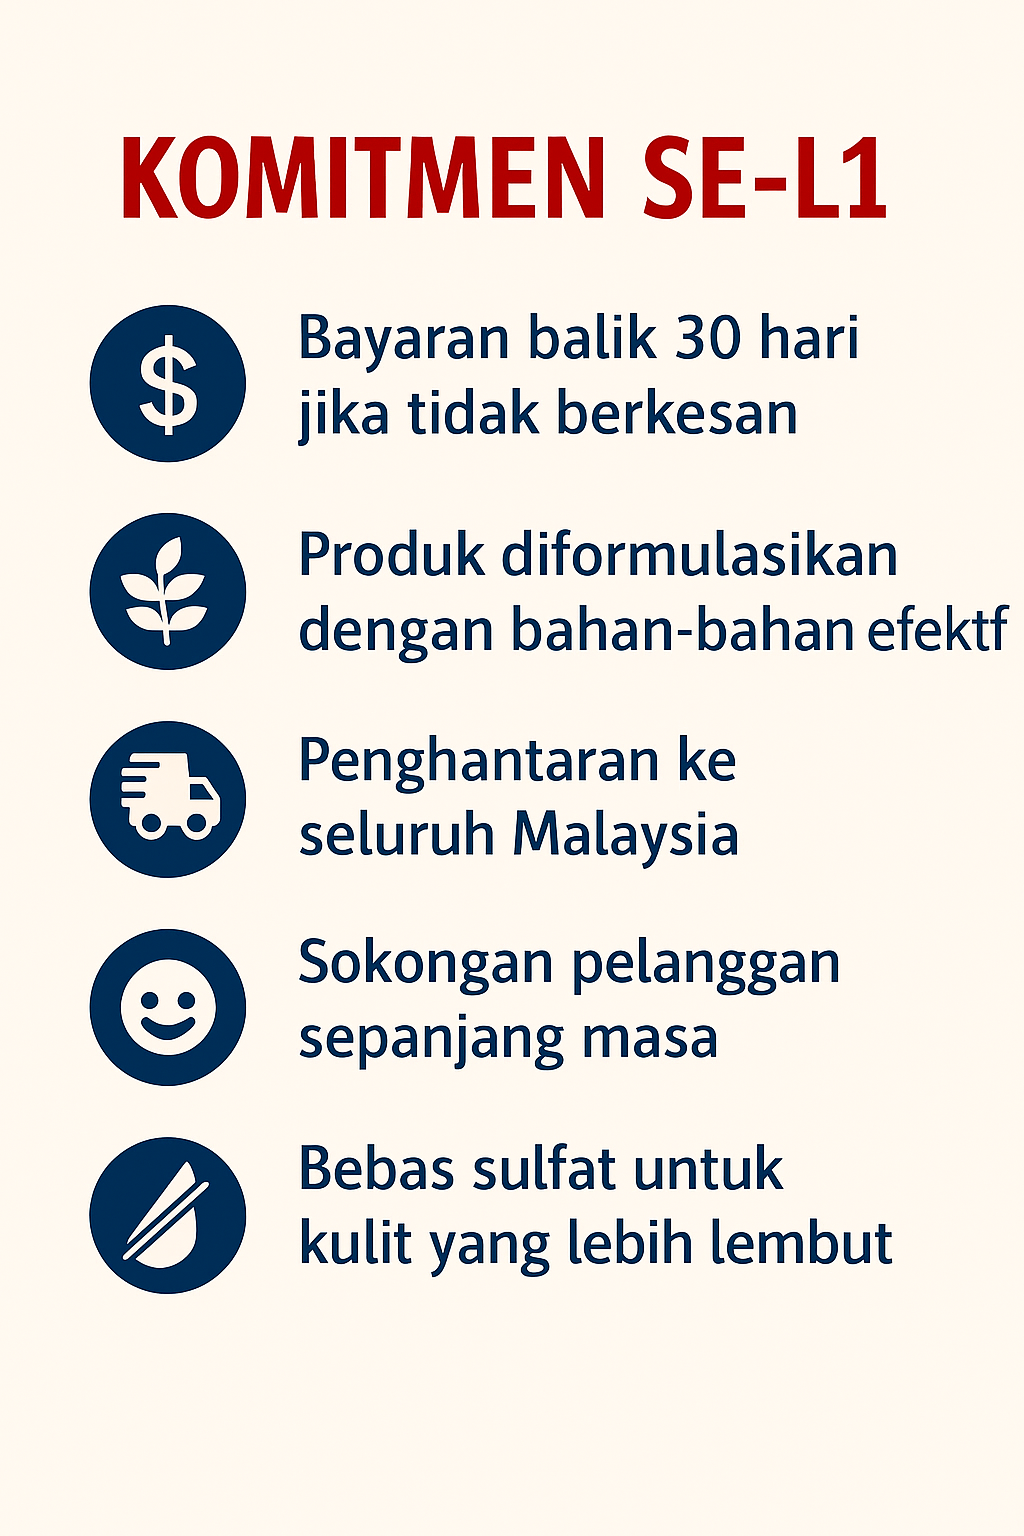 KOMITMEN SE-L1
Bayaran balik 30 hari
jika tidak berkesan
Produk diformulasikan
dengan bahan-bahan efektf
Penghantaran ke
seluruh Malaysia
Sokongan pelanggan
sepanjang masa
Bebas sulfat untuk
kulit yang lebih lembut